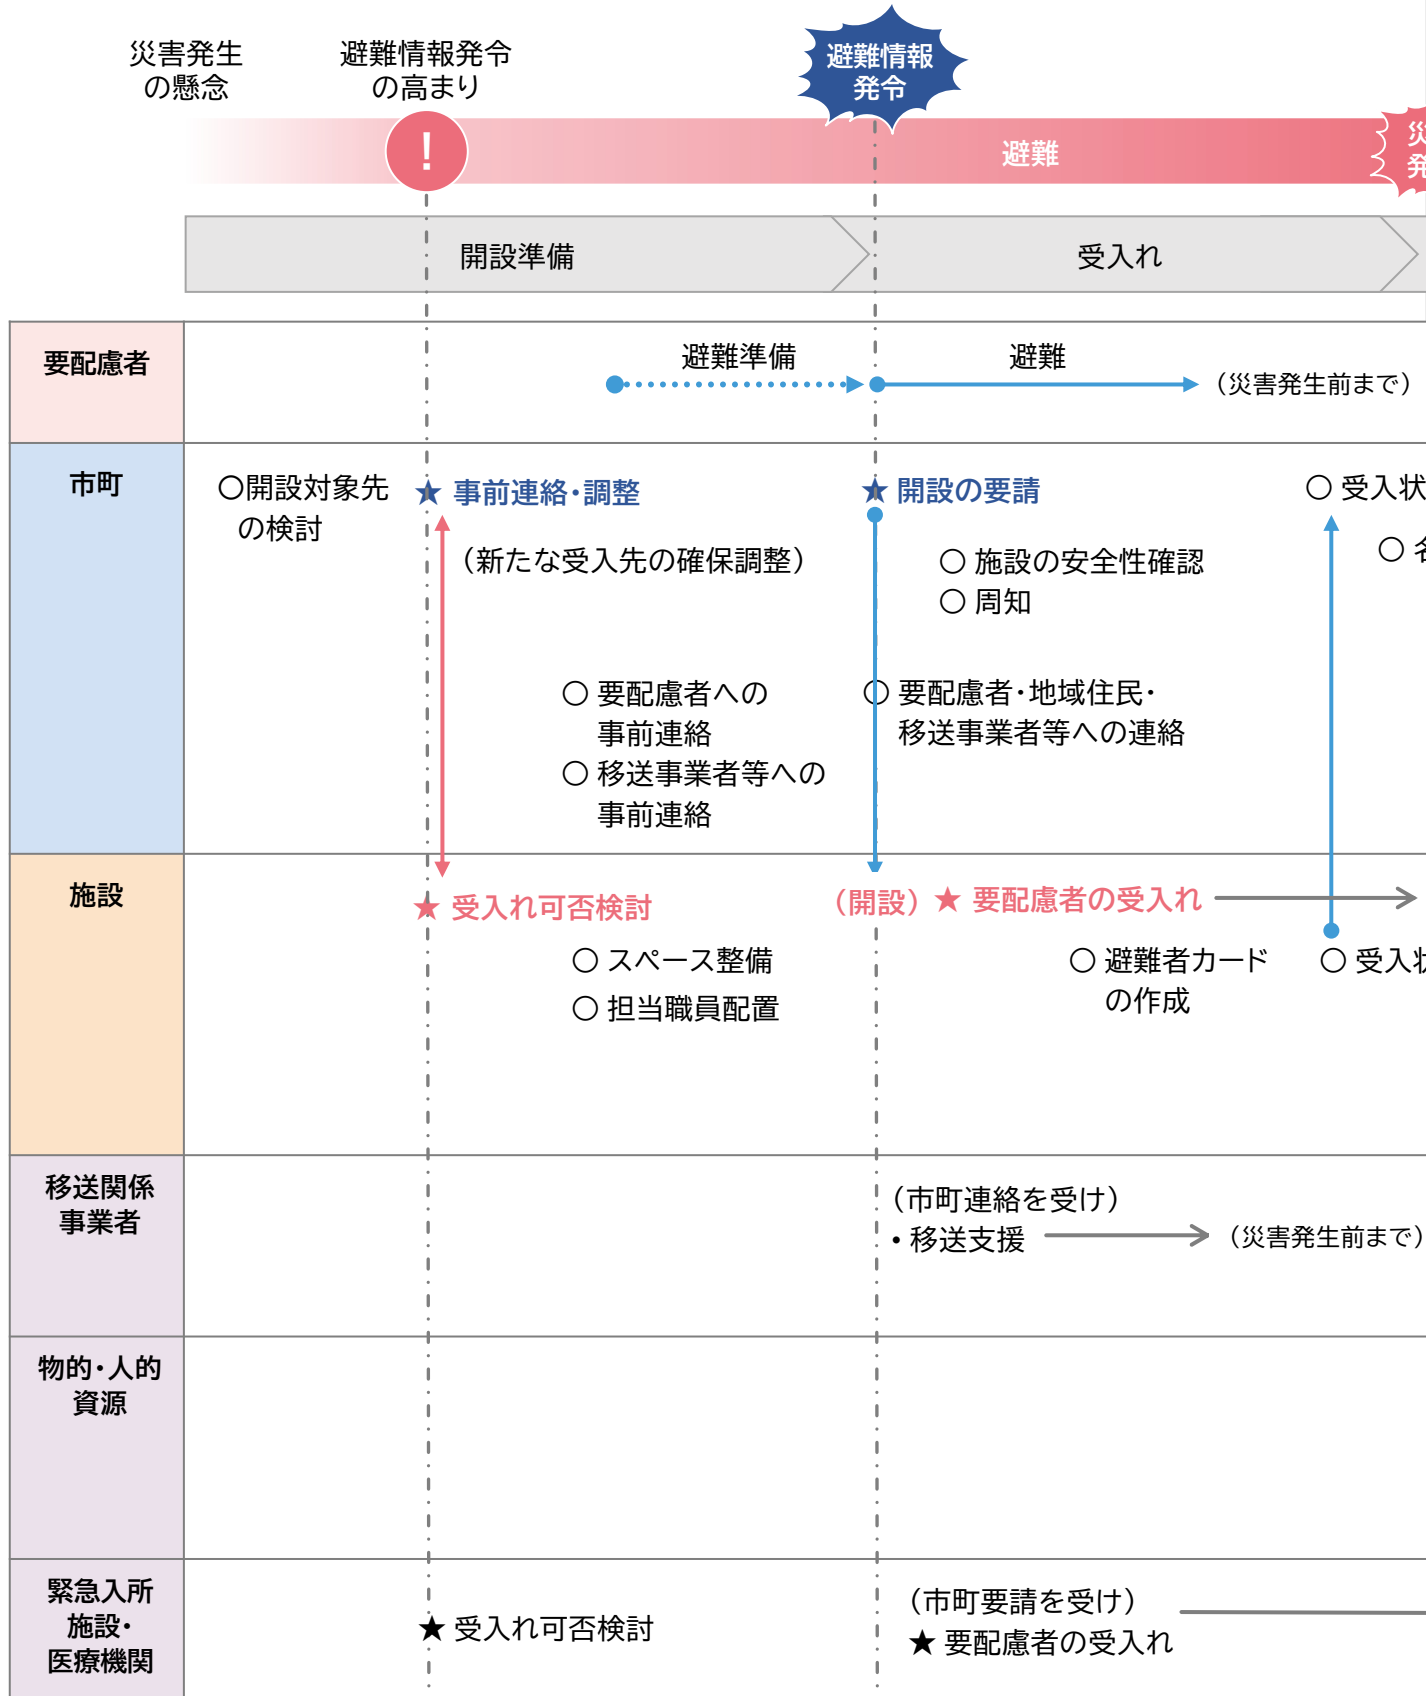 災害発生
の懸念
避難情報発令
の高まり
避難情報
発令
!
避難
開設準備
受入れ
要配慮者
避難準備
避難
（災害発生前まで）
市町
〇開設対象先
の検討
★ 事前連絡・調整
（新たな受入先の確保調整）
〇 要配慮者への
事前連絡
〇 移送事業者等への
事前連絡
★ 開設の要請
〇 施設の安全性確認
〇 周知
〇 要配慮者・地域住民・
移送事業者等への連絡
〇 受入状
〇
施設
★ 受入れ可否検討
〇 スペース整備
〇 担当職員配置
（開設）★ 要配慮者の受入れ
〇 避難者カード
の作成
〇 受入状
移送関係
事業者
（市町連絡を受け）
・移送支援
（災害発生前まで）
物的・人的
資源
緊急入所
施設・
医療機関
★ 受入れ可否検討
（市町要請を受け）
★ 要配慮者の受入れ